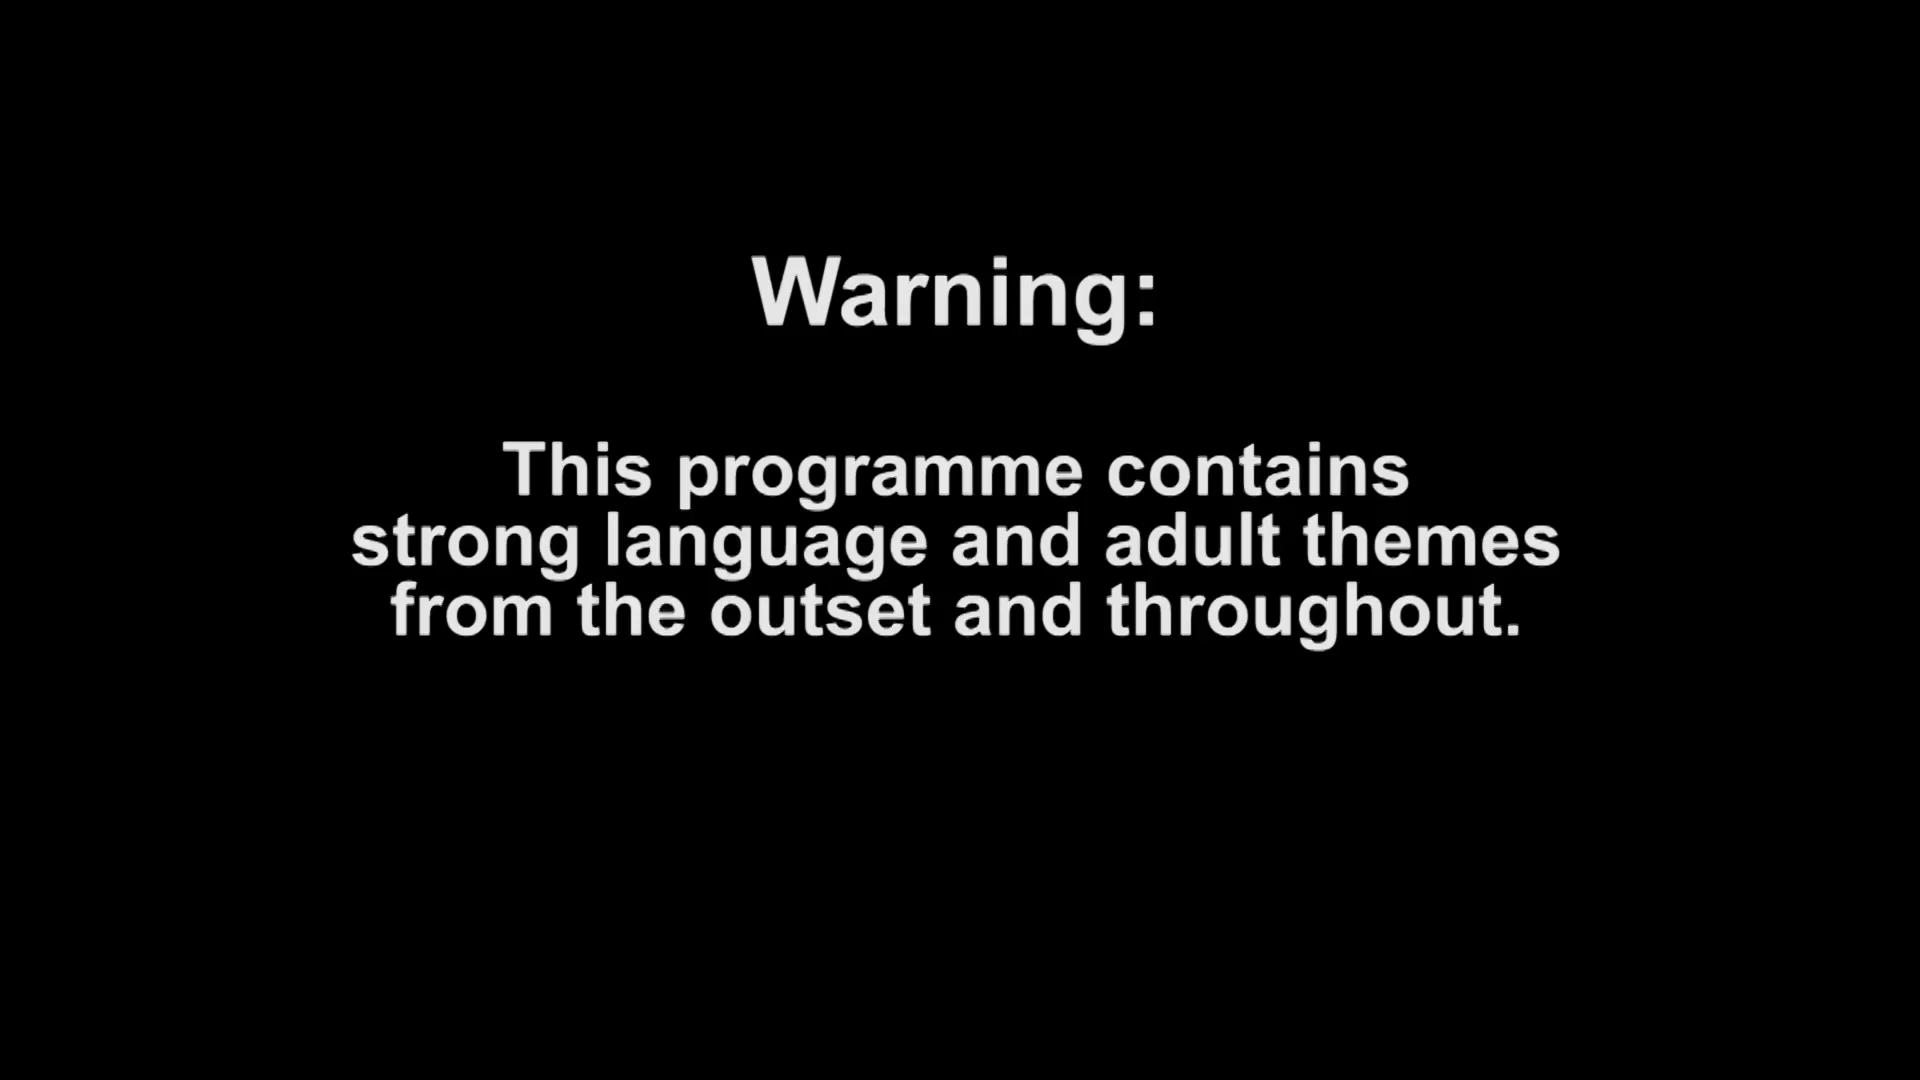 Warning:
This programme contains
strong language and adult themes
from the outset and throughout.